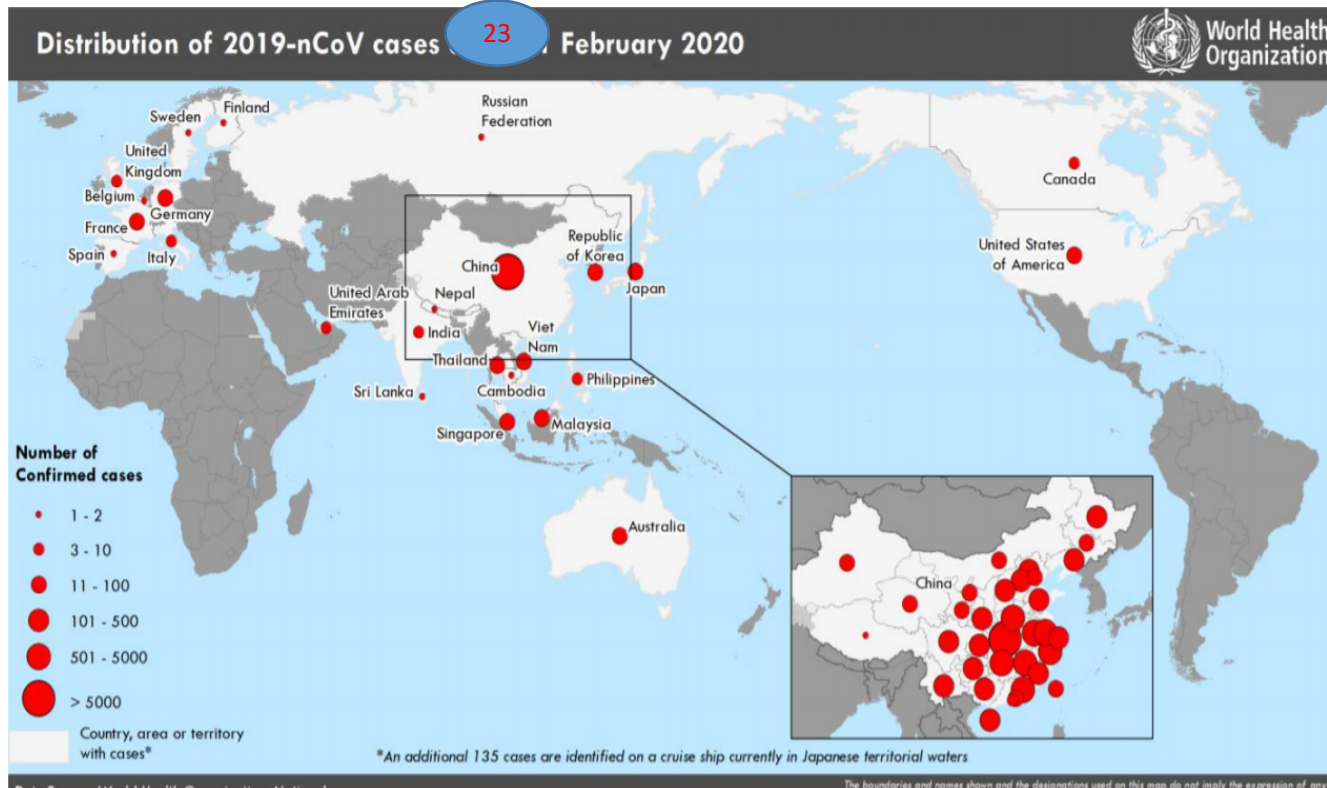 Distribution of 2019-nCoV cases 23 February 2020
World Health
Organization
Finland
Sweden
Russian
Federation
United
Kingdom
Belgium
Germany
France
Spain
Italy
Canada
United States
of America
Republic
of Korea
China
Japan
United Arab
Emirates
Nepal
India
Viet
Nam
Thailand
Sri Lanka
Cambodia
Philippines
Singapore
Malaysia
Australia
Number of
Confirmed cases
1 - 2
3 - 10
11 - 100
101 - 500
501 - 5000
> 5000
Country, area or territory
with cases*
China
*An additional 135 cases are identified on a cruise ship currently in Japanese territorial waters
The boundaries and names shown and the designations used on this map do not imply the expression of any